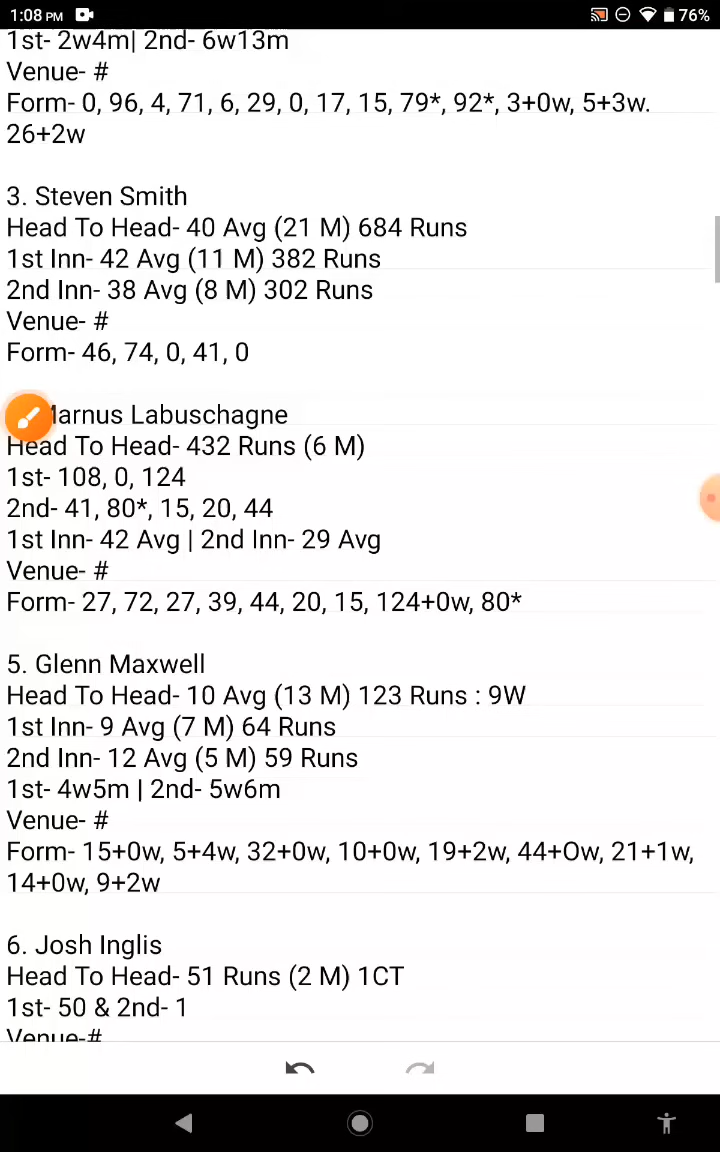 1:08 PM 76%
1st- 2w4m| 2nd- 6w13m
Venue- #
Form- 0, 96, 4, 71, 6, 29, 0, 17, 15, 79*, 92*, 3+0w, 5+3w.
26+2w
3. Steven Smith
Head To Head- 40 Avg (21 M) 684 Runs
1st Inn- 42 Avg (11 M) 382 Runs
2nd Inn- 38 Avg (8 M) 302 Runs
Venue- #
Form- 46, 74, 0, 41, 0
Marnus Labuschagne
Head To Head- 432 Runs (6 M)
1st- 108, 0, 124
2nd- 41, 80*, 15, 20, 44
1st Inn- 42 Avg | 2nd Inn- 29 Avg
Venue- #
Form- 27, 72, 27, 39, 44, 20, 15, 124+0w, 80*
5. Glenn Maxwell
Head To Head- 10 Avg (13 M) 123 Runs : 9W
1st Inn- 9 Avg (7 M) 64 Runs
2nd Inn- 12 Avg (5 M) 59 Runs
1st- 4w5m | 2nd- 5w6m
Venue- #
Form- 15+0w, 5+4w, 32+0w, 10+0w, 19+2w, 44+Ow, 21+1w,
14+0w, 9+2w
6. Josh Inglis
Head To Head- 51 Runs (2 M) 1CT
1st- 50 & 2nd- 1
Venue-#